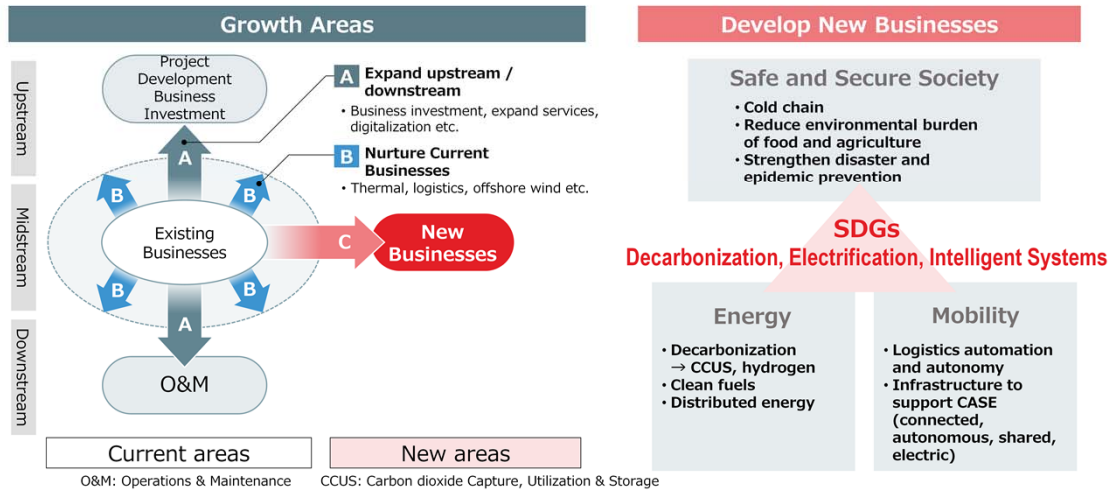 Growth Areas
Upstream
Midstream
Downstream
Project
Development
Business
Investment
A
B
B
Existing
Businesses
B
B
A
O&M
C
New
Businesses
A
Expand upstream /
downstream
・Business investment, expand services,
digitalization etc.
B
Nurture Current
Businesses
・Thermal, logistics, offshore wind etc.
Current areas
New areas
O&M: Operations & Maintenance
CCUS: Carbon dioxide Capture, Utilization & Storage
Develop New Businesses
Safe and Secure Society
・Cold chain
・Reduce environmental burden
of food and agriculture
・Strengthen disaster and
epidemic prevention
SDGs
Decarbonization, Electrification, Intelligent Systems
Energy
・Decarbonization
→ CCUS, hydrogen
・Clean fuels
・Distributed energy
Mobility
・Logistics automation
and autonomy
・Infrastructure to
support CASE
(connected,
autonomous, shared,
electric)